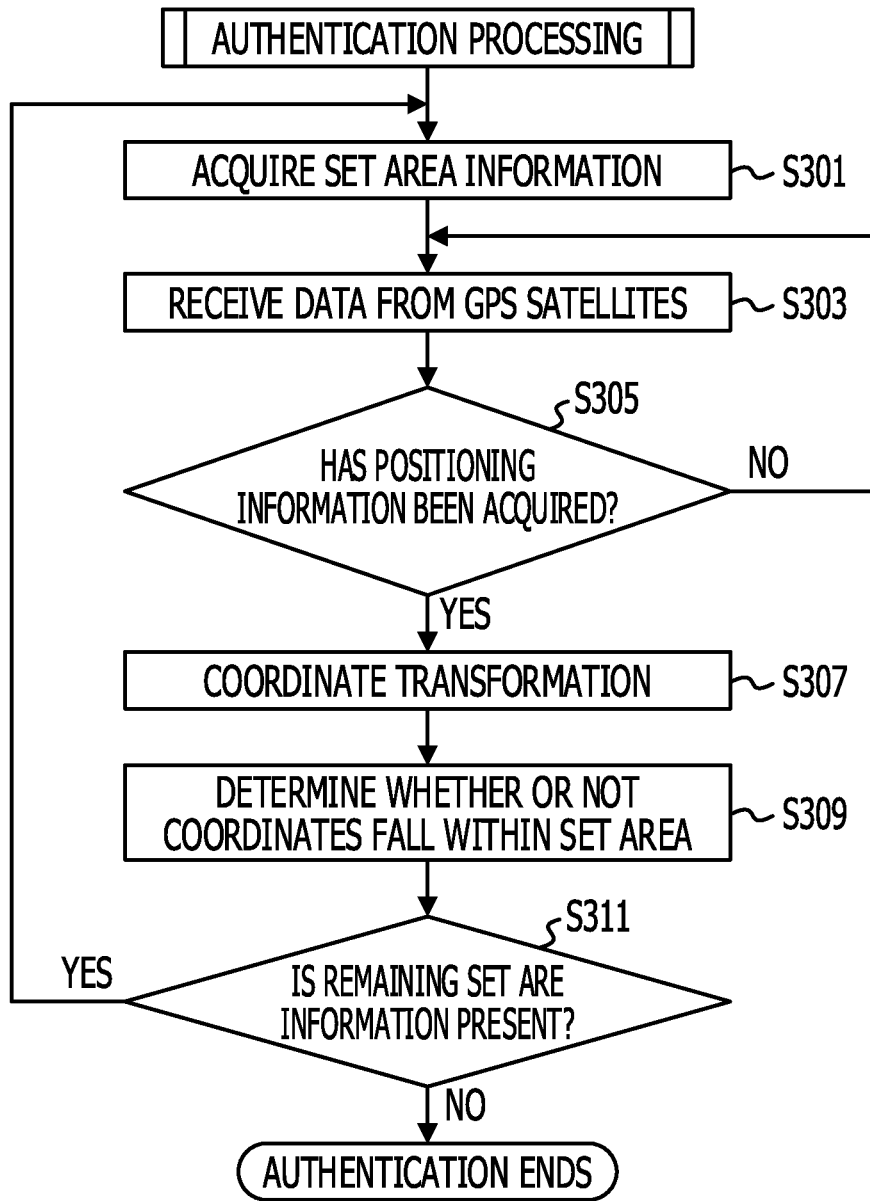 AUTHENTICATION PROCESSING
ACQUIRE SET AREA INFORMATION
S301
RECEIVE DATA FROM GPS SATELLITES
S303
S305
HAS POSITIONING
INFORMATION BEEN ACQUIRED?
NO
YES
COORDINATE TRANSFORMATION
S307
DETERMINE WHETHER OR NOT
COORDINATES FALL WITHIN SET AREA
S309
S311
YES
IS REMAINING SET ARE
INFORMATION PRESENT?
NO
AUTHENTICATION ENDS